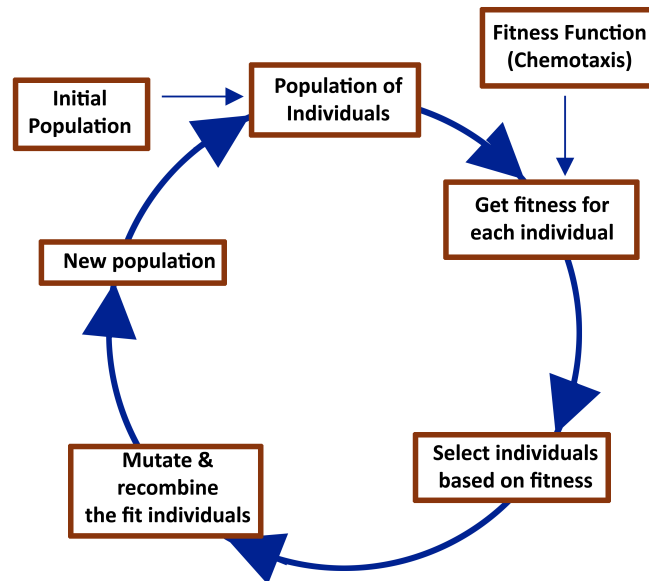 Initial
Population
Population of
Individuals
Fitness Function
(Chemotaxis)
Get fitness for
each individual
Select individuals
based on fitness
Mutate &
recombine
the fit individuals
New population